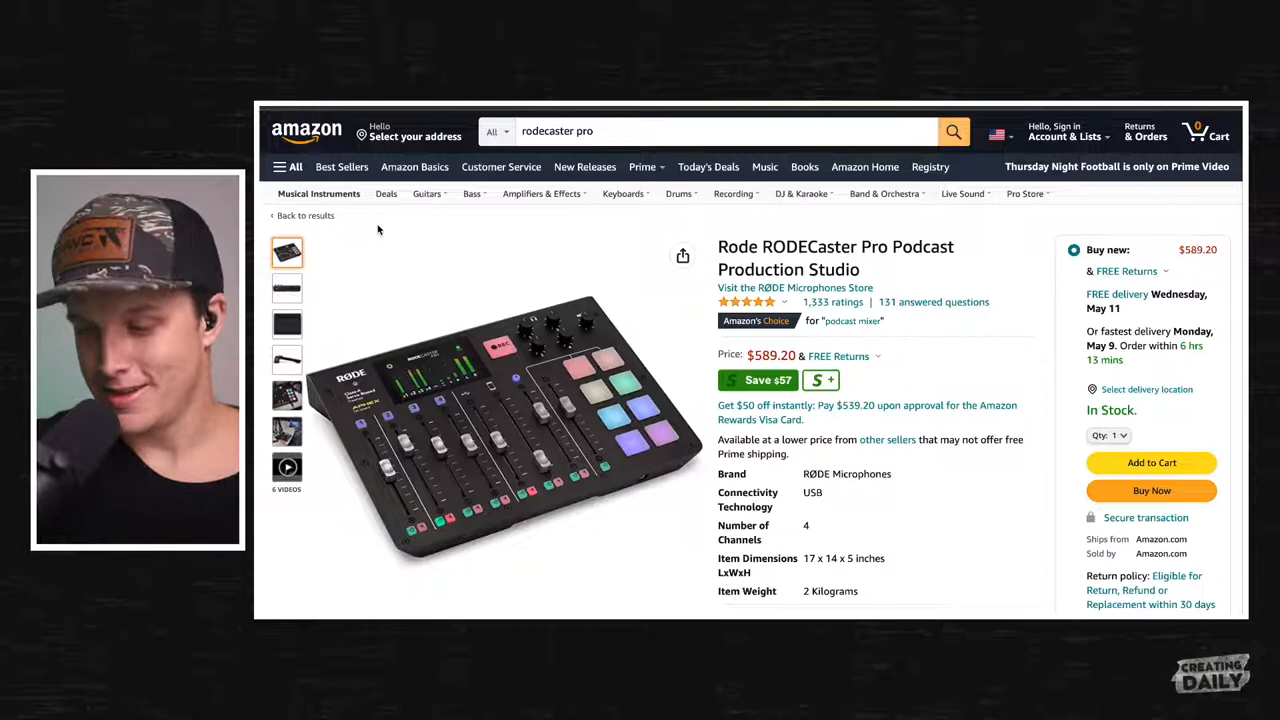 amazon
Hello
Select your address
All
rodecaster pro
Hello, Sign in
Account & Lists
Returns
& Orders
0
Cart
All
Best Sellers
Amazon Basics
Customer Service
New Releases
Prime
Today's Deals
Music
Books
Amazon Home
Registry
Thursday Night Football is only on Prime Video
Musical Instruments
Deals
Guitars
Bass
Amplifiers & Effects
Keyboards
Drums
Recording
DJ & Karaoke
Band & Orchestra
Live Sound
Pro Store
‹ Back to results
6 VIDEOS
RØDE
REC
Rode RODECaster Pro Podcast
Production Studio
Visit the RØDE Microphones Store
1,333 ratings | 131 answered questions
Amazon's Choice for "podcast mixer"
Price: $589.20 & FREE Returns
S Save $57 S +
Get $50 off instantly: Pay $539.20 upon approval for the Amazon
Rewards Visa Card.
Available at a lower price from other sellers that may not offer free
Prime shipping.
Brand RØDE Microphones
Connectivity USB
Technology
Number of 4
Channels
Item Dimensions 17 x 14 x 5 inches
LxWxH
Item Weight 2 Kilograms
Buy new: $589.20
& FREE Returns
FREE delivery Wednesday,
May 11
Or fastest delivery Monday,
May 9. Order within 6 hrs
13 mins
Select delivery location
In Stock.
Qty: 1
Add to Cart
Buy Now
Secure transaction
Ships from Amazon.com
Sold by Amazon.com
Return policy: Eligible for
Return, Refund or
Replacement within 30 days
CREATING
DAILY